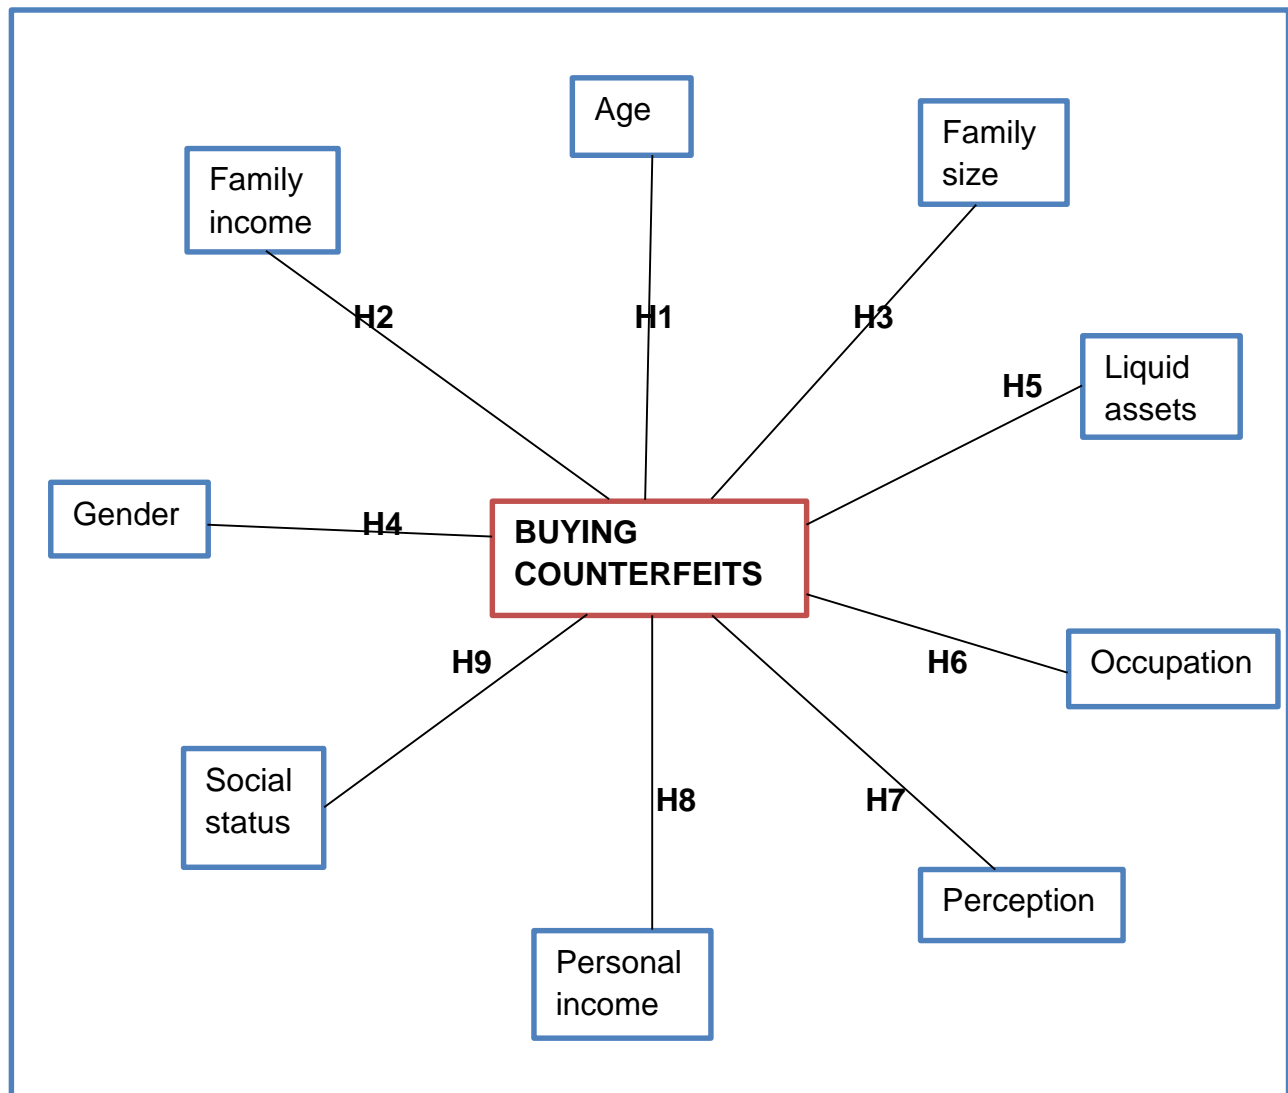 Age
Family
size
Family
income
H2
H1
H3
Liquid
assets
H5
Gender
H4
BUYING
COUNTERFEITS
H9
H6
Occupation
Social
status
H8
H7
Perception
Personal
income